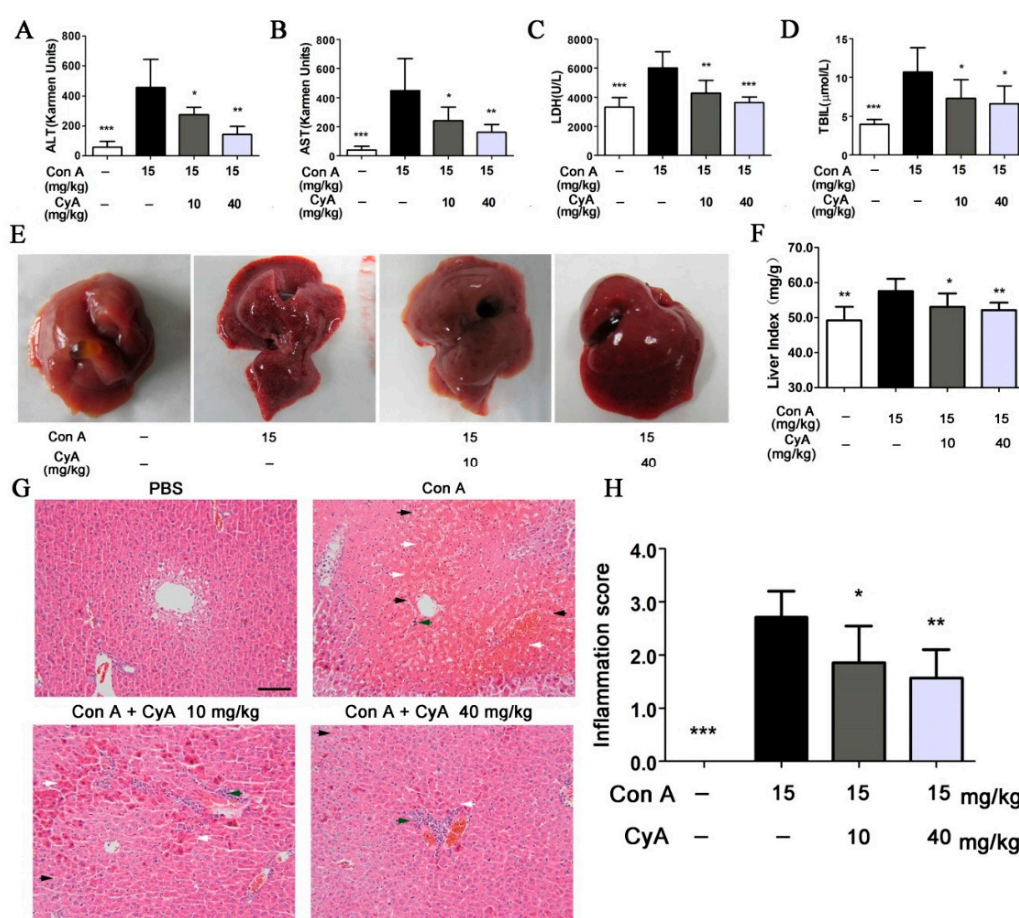 A
ALT(Karmen Units)
800
600
400
200
0
***
*
**
Con A
(mg/kg)
– 15 15 15
CyA
(mg/kg)
– – 10 40
B
AST(Karmen Units)
800
600
400
200
0
***
*
**
Con A
(mg/kg)
– 15 15 15
CyA
(mg/kg)
– – 10 40
C
LDH(U/L)
8000
6000
4000
2000
0
***
**
***
Con A
(mg/kg)
– 15 15 15
CyA
(mg/kg)
– – 10 40
D
TBIL(μmol/L)
15
10
5
0
***
*
*
Con A
(mg/kg)
– 15 15 15
CyA
(mg/kg)
– – 10 40
E
Con A – 15 15 15
CyA
(mg/kg)
– – 10 40
F
Liver Index (mg/g)
70.0
60.0
50.0
40.0
30.0
**
*
**
Con A
(mg/kg)
– 15 15 15
CyA
(mg/kg)
– – 10 40
G
PBS
Con A
Con A + CyA 10 mg/kg
Con A + CyA 40 mg/kg
H
Inflammation score
4.0
3.0
2.0
1.0
0.0
***
*
**
Con A – 15 15 15 mg/kg
CyA – – 10 40 mg/kg